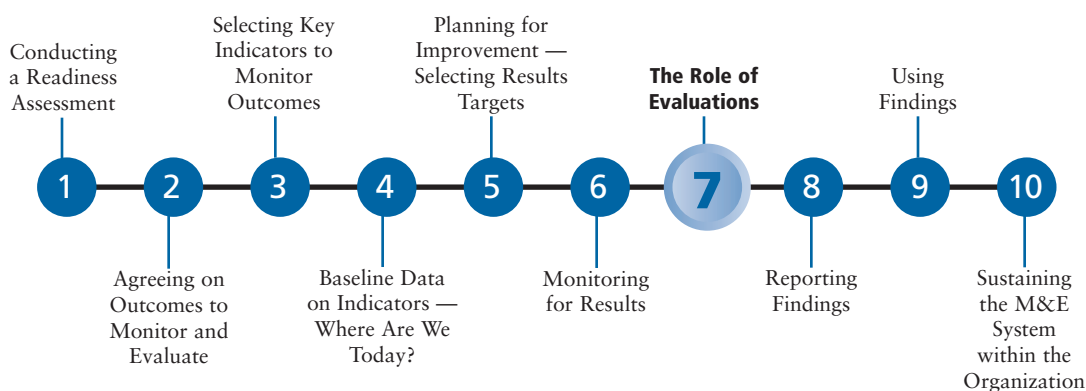 Conducting
a Readiness
Assessment
1
Agreeing on
Outcomes to
Monitor and
Evaluate
2
Selecting Key
Indicators to
Monitor
Outcomes
3
Baseline Data
on Indicators —
Where Are We
Today?
4
Planning for
Improvement —
Selecting Results
Targets
5
Monitoring
for Results
6
The Role of
Evaluations
7
Reporting
Findings
8
Using
Findings
9
Sustaining
the M&E
System
within the
Organization
10